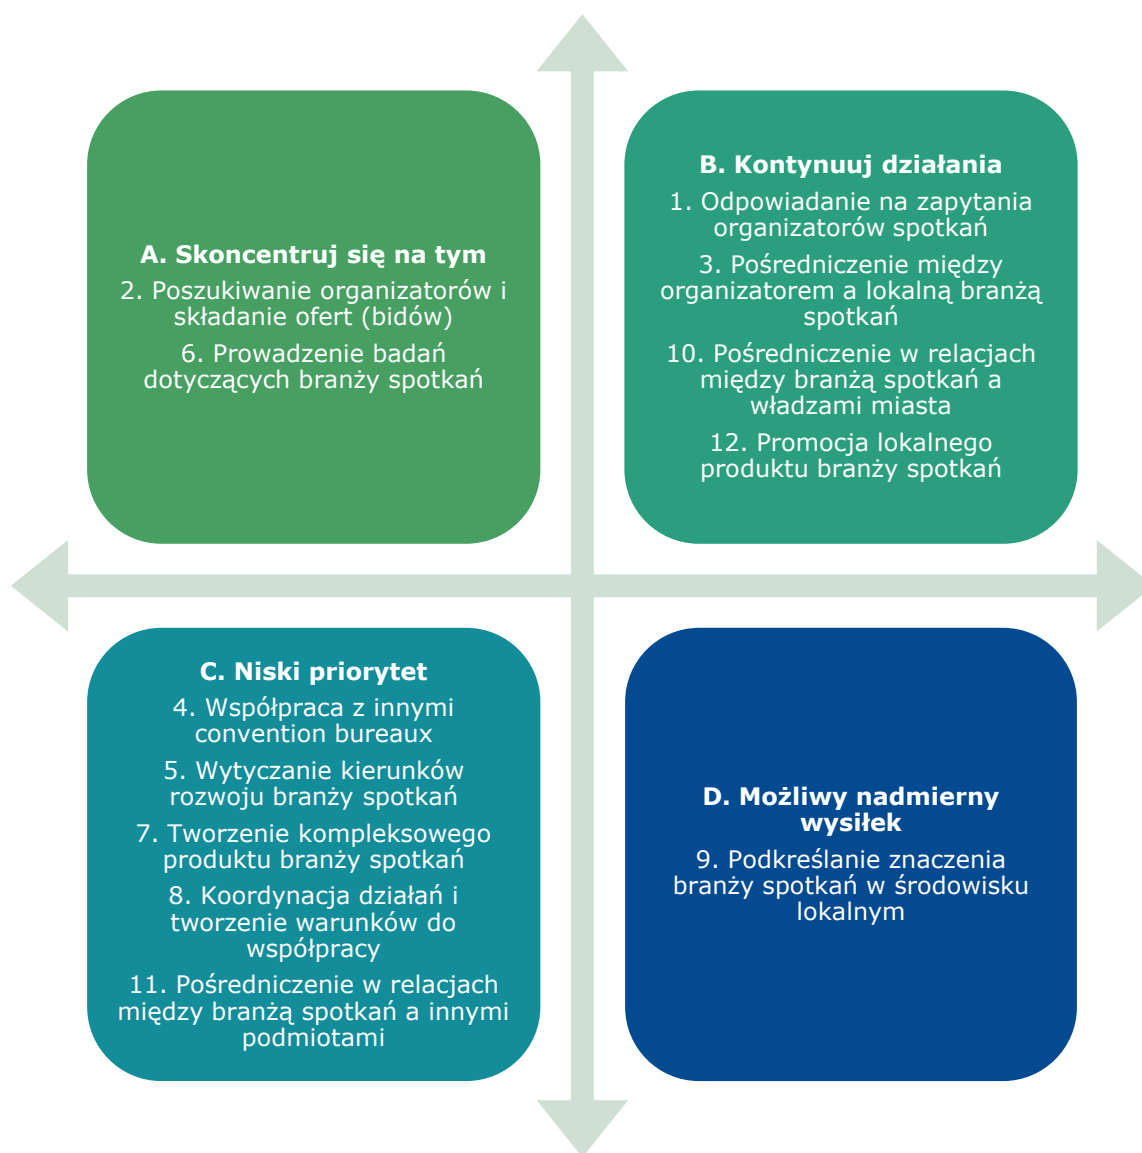 A. Skoncentruj się na tym
2. Poszukiwanie organizatorów i
składanie ofert (bidów)
6. Prowadzenie badań
dotyczących branży spotkań
B. Kontynuuj działania
1. Odpowiadanie na zapytania
organizatorów spotkań
3. Pośredniczenie między
organizatorem a lokalną branżą
spotkań
10. Pośredniczenie w relacjach
między branżą spotkań a
władzami miasta
12. Promocja lokalnego
produktu branży spotkań
C. Niski priorytet
4. Współpraca z innymi
convention bureaux
5. Wytyczanie kierunków
rozwoju branży spotkań
7. Tworzenie kompleksowego
produktu branży spotkań
8. Koordynacja działań i
tworzenie warunków do
współpracy
11. Pośredniczenie w relacjach
między branżą spotkań a innymi
podmiotami
D. Możliwy nadmierny
wysiłek
9. Podkreślanie znaczenia
branży spotkań w środowisku
lokalnym